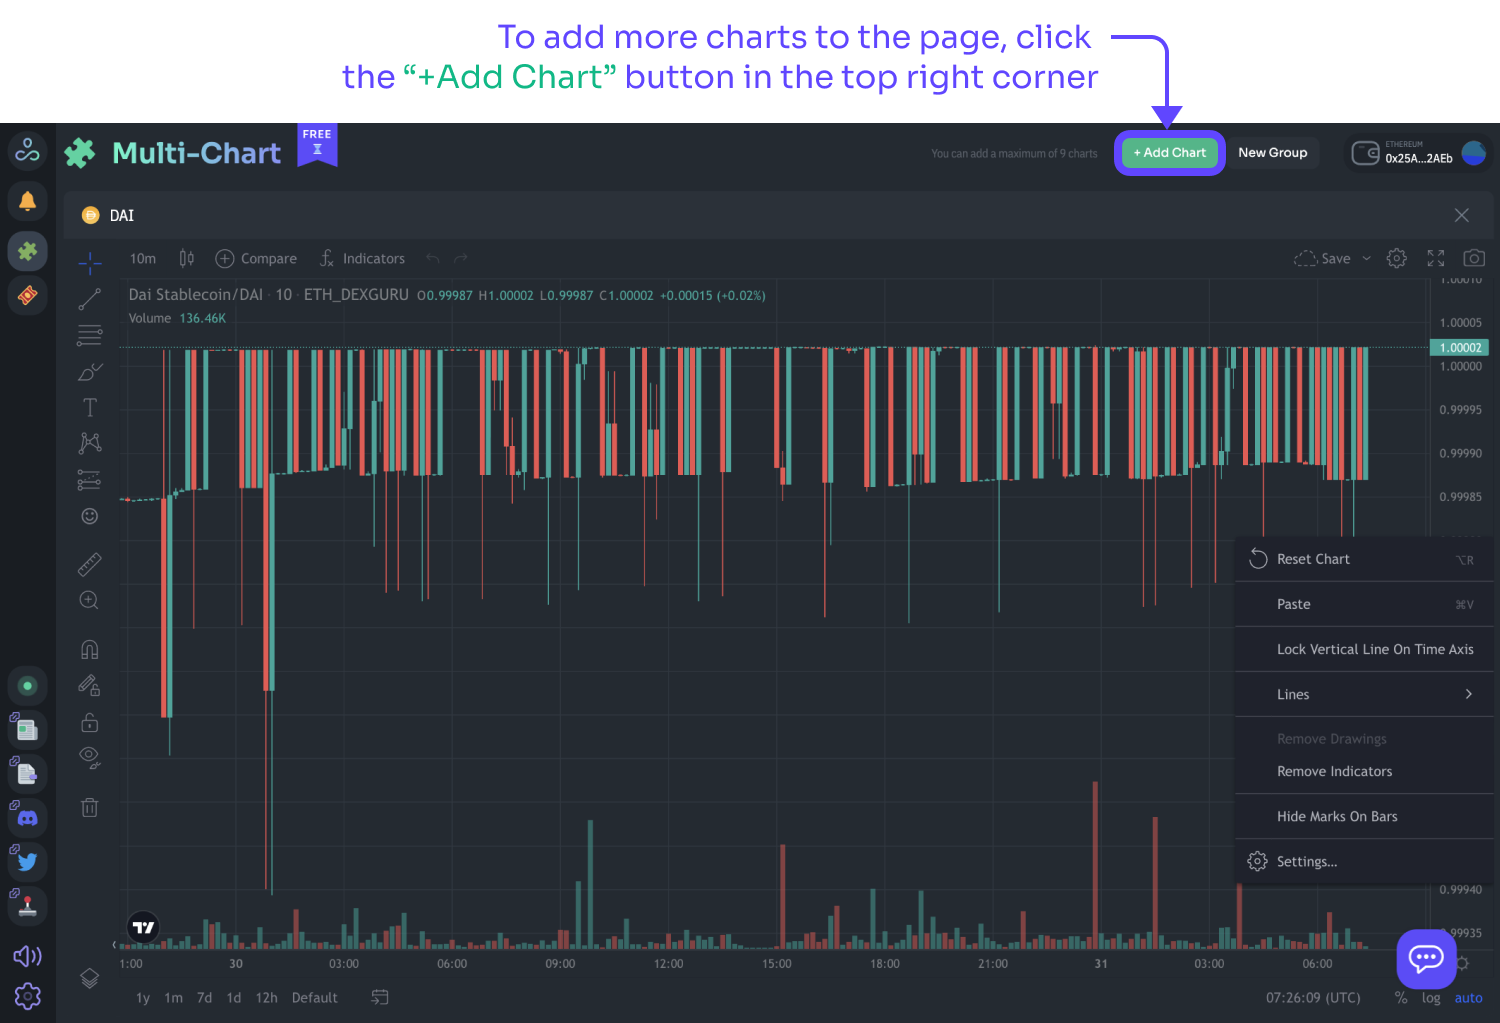 To add more charts to the page, click
the “+Add Chart” button in the top right corner
Multi-Chart
FREE
You can add a maximum of 9 charts
+ Add Chart
New Group
ETHEREUM
0x25A...2AEb
DAI
10m
Compare
Indicators
Save
Dai Stablecoin/DAI · 10 · ETH_DEXGURU O0.99987 H1.00002 L0.99987 C1.00002 +0.00015 (+0.02%)
Volume 136.46K
1.00010
1.00005
1.00002
1.00000
0.99995
0.99990
0.99985
Reset Chart ⌥R
Paste ⌘V
Lock Vertical Line On Time Axis
Lines
Remove Drawings
Remove Indicators
Hide Marks On Bars
Settings...
0.99940
0.99935
1:00 30 03:00 06:00 09:00 12:00 15:00 18:00 21:00 31 03:00 06:00
1y 1m 7d 1d 12h Default
07:26:09 (UTC) % log auto